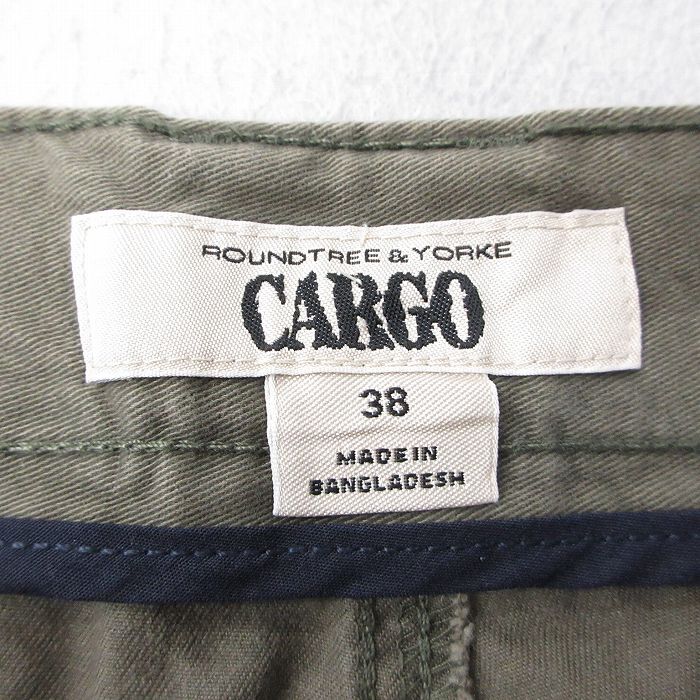 ROUNDTREE & YORKE
CARGO
38
MADE IN
BANGLADESH